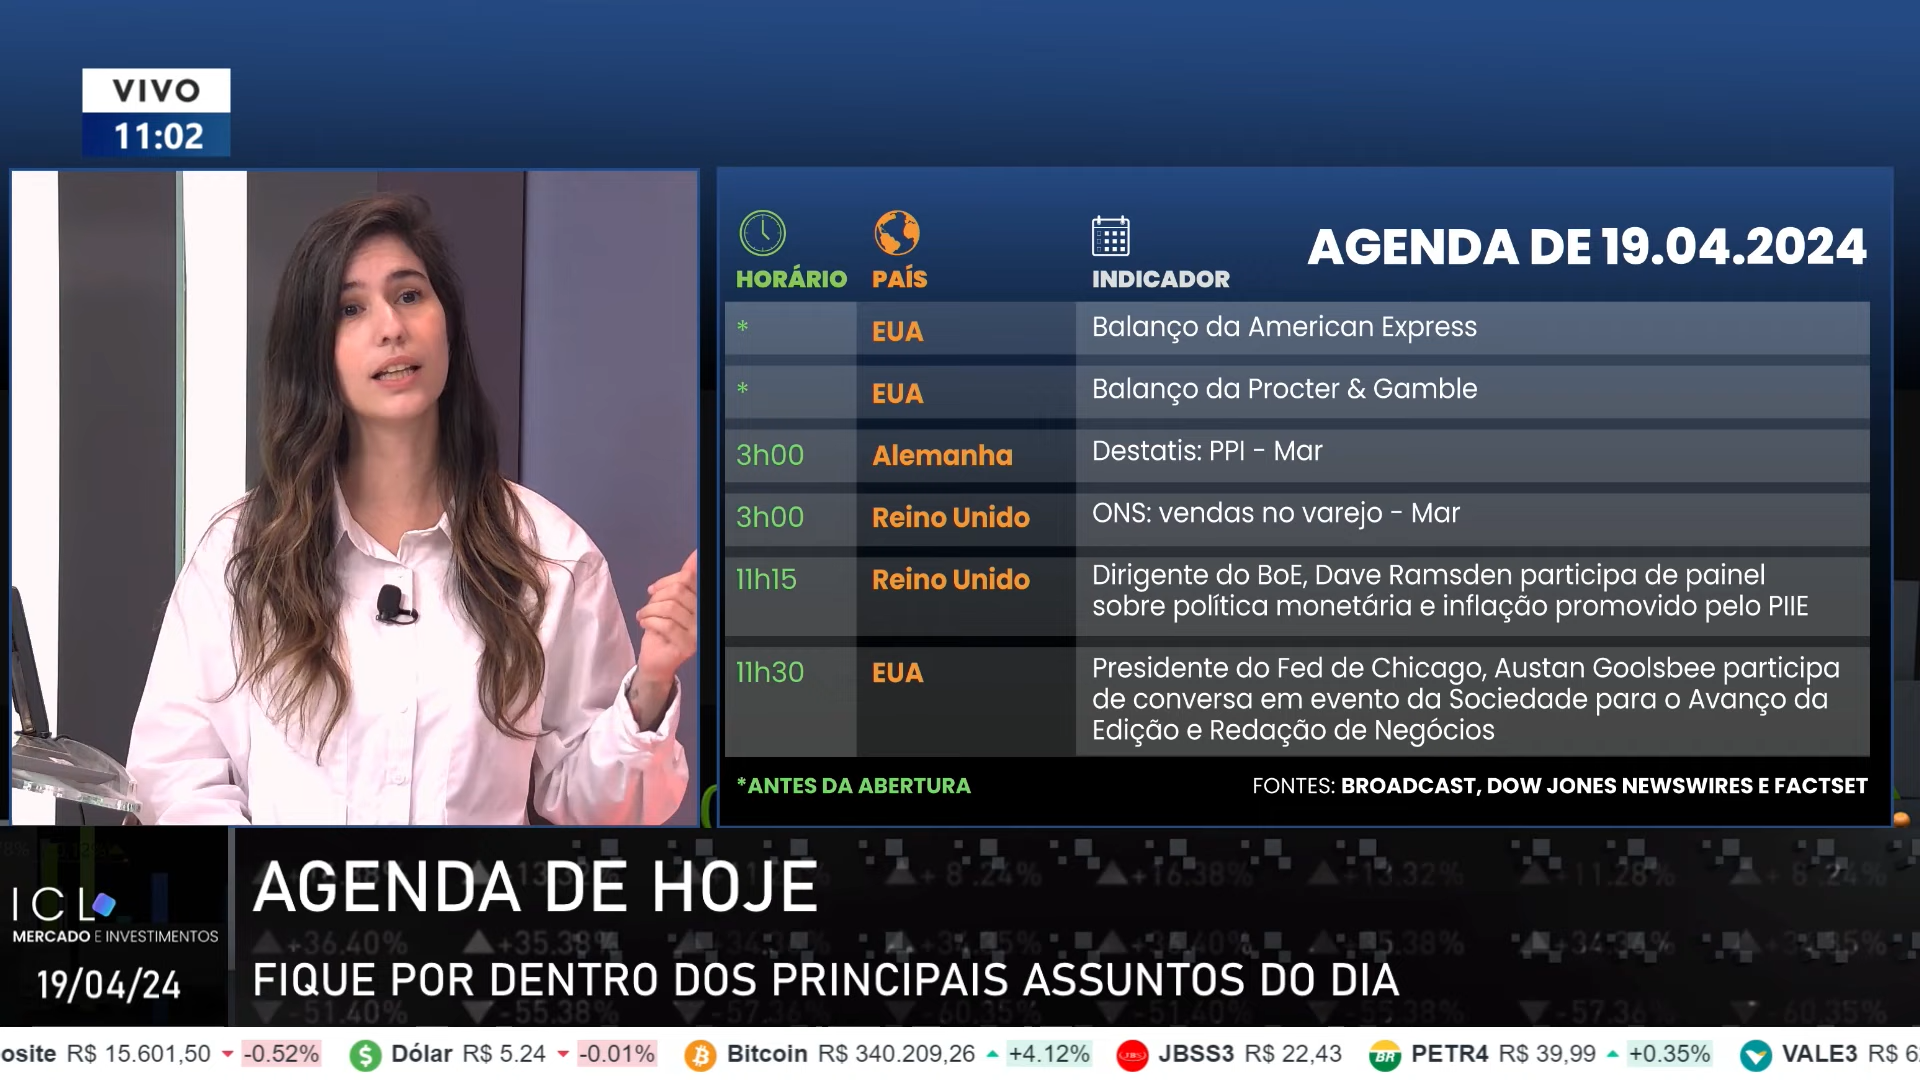 VIVO
11:02
HORÁRIO
PAÍS
INDICADOR
AGENDA DE 19.04.2024
* EUA Balanço da American Express
* EUA Balanço da Procter & Gamble
3h00 Alemanha Destatis: PPI - Mar
3h00 Reino Unido ONS: vendas no varejo - Mar
11h15 Reino Unido Dirigente do BoE, Dave Ramsden participa de painel
sobre política monetária e inflação promovido pelo PIIE
11h30 EUA Presidente do Fed de Chicago, Austan Goolsbee participa
de conversa em evento da Sociedade para o Avanço da
Edição e Redação de Negócios
*ANTES DA ABERTURA
FONTES: BROADCAST, DOW JONES NEWSWIRES E FACTSET
ICL
MERCADO E INVESTIMENTOS
19/04/24
AGENDA DE HOJE
FIQUE POR DENTRO DOS PRINCIPAIS ASSUNTOS DO DIA
osite R$ 15.601,50 -0.52% Dólar R$ 5.24 -0.01% Bitcoin R$ 340.209,26 +4.12% JBSS3 R$ 22,43 PETR4 R$ 39,99 +0.35% VALE3 R$ 6